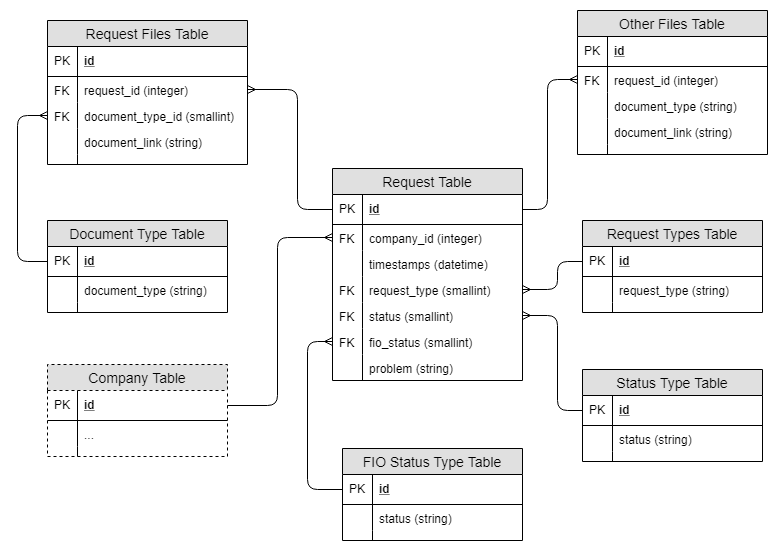 Request Files Table
PK id
FK request_id (integer)
FK document_type_id (smallint)
document_link (string)
Other Files Table
PK id
FK request_id (integer)
document_type (string)
document_link (string)
Request Table
PK id
FK company_id (integer)
timestamps (datetime)
FK request_type (smallint)
FK status (smallint)
FK fio_status (smallint)
problem (string)
Document Type Table
PK id
document_type (string)
Request Types Table
PK id
request_type (string)
Company Table
PK id
...
Status Type Table
PK id
status (string)
FIO Status Type Table
PK id
status (string)